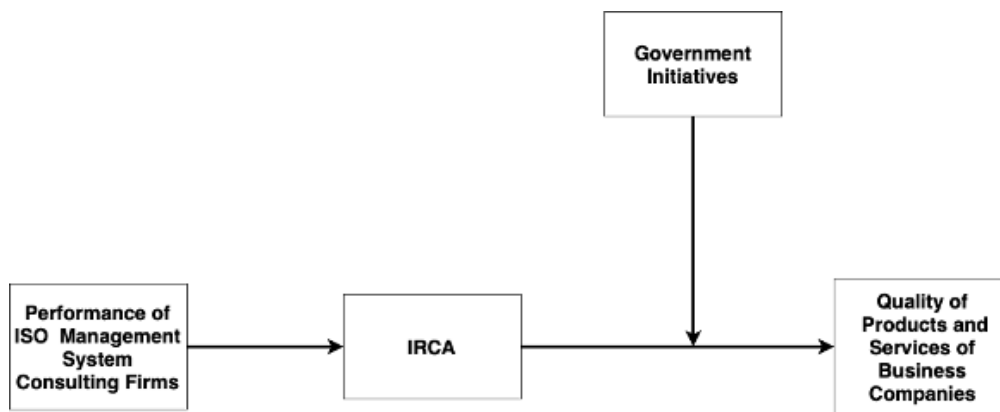 Government
Initiatives
Performance of
ISO Management
System
Consulting Firms
IRCA
Quality of
Products and
Services of
Business
Companies